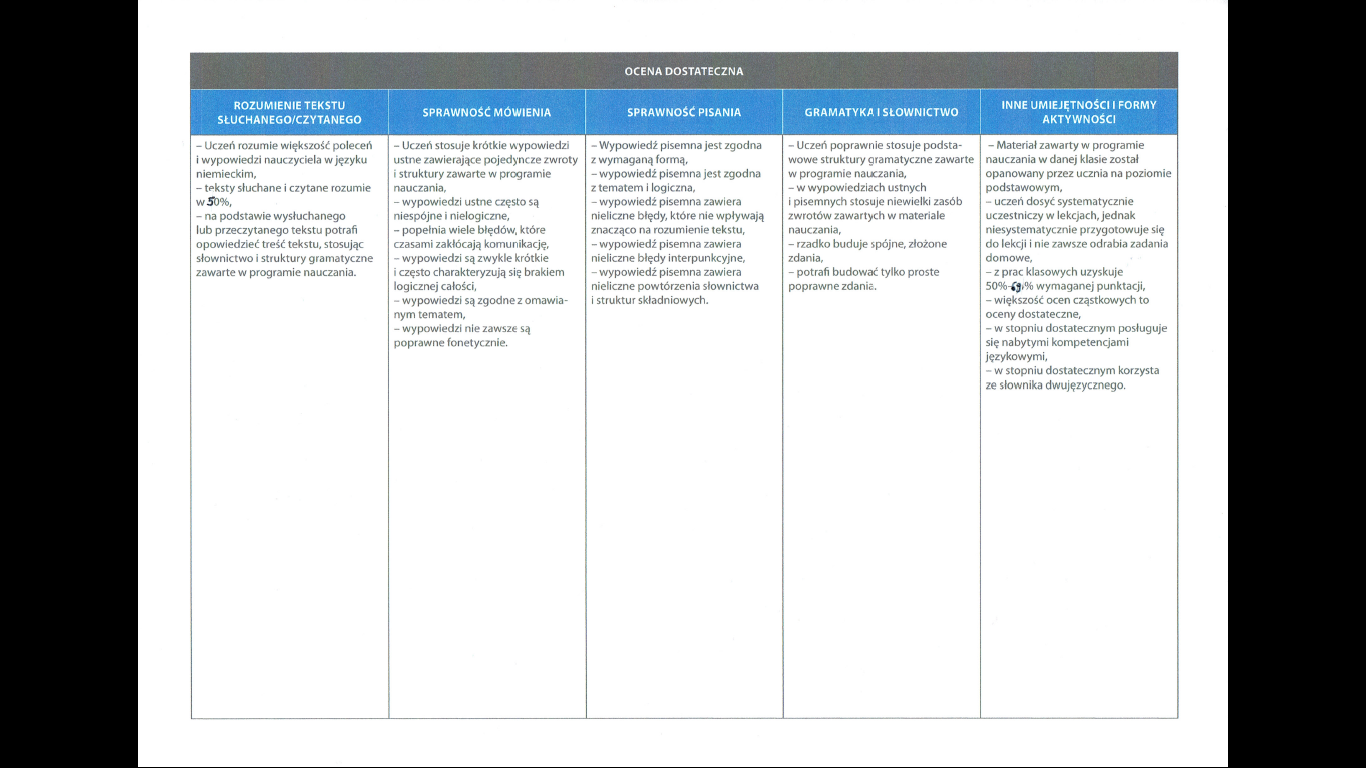 OCENA DOSTATECZNA
ROZUMIENIE TEKSTU
SŁUCHANEGO/CZYTANEGO
– Uczeń rozumie większość poleceń
i wypowiedzi nauczyciela w języku
niemieckim,
– teksty słuchane i czytane rozumie
w 50%,
– na podstawie wysłuchanego
lub przeczytanego tekstu potrafi
opowiedzieć treść tekstu, stosując
słownictwo i struktury gramatyczne
zawarte w programie nauczania.
SPRAWNOŚĆ MÓWIENIA
– Uczeń stosuje krótkie wypowiedzi
ustne zawierające pojedyncze zwroty
i struktury zawarte w programie
nauczania,
– wypowiedzi ustne często są
niespójne i nielogiczne,
– popełnia wiele błędów, które
czasami zakłócają komunikację,
– wypowiedzi są zwykle krótkie
i często charakteryzują się brakiem
logicznej całości,
– wypowiedzi są zgodne z omawia-
nym tematem,
– wypowiedzi nie zawsze są
poprawne fonetycznie.
SPRAWNOŚĆ PISANIA
– Wypowiedź pisemna jest zgodna
z wymaganą formą,
– wypowiedź pisemna jest zgodna
z tematem i logiczna,
– wypowiedź pisemna zawiera
nieliczne błędy, które nie wpływają
znacząco na rozumienie tekstu,
– wypowiedź pisemna zawiera
nieliczne błędy interpunkcyjne,
– wypowiedź pisemna zawiera
nieliczne powtórzenia słownictwa
i struktur składniowych.
GRAMATYKA I SŁOWNICTWO
– Uczeń poprawnie stosuje podsta-
wowe struktury gramatyczne zawarte
w programie nauczania,
– w wypowiedziach ustnych
i pisemnych stosuje niewielki zasób
zwrotów zawartych w materiale
nauczania,
– rzadko buduje spójne, złożone
zdania,
– potrafi budować tylko proste
poprawne zdania.
INNE UMIEJĘTNOŚCI I FORMY
AKTYWNOŚCI
– Materiał zawarty w programie
nauczania w danej klasie został
opanowany przez ucznia na poziomie
podstawowym,
– uczeń dosyć systematycznie
uczestniczy w lekcjach, jednak
niesystematycznie przygotowuje się
do lekcji i nie zawsze odrabia zadania
domowe,
– z prac klasowych uzyskuje
50%-69% wymaganej punktacji,
– większość ocen cząstkowych to
oceny dostateczne,
– w stopniu dostatecznym posługuje
się nabytymi kompetencjami
językowymi,
– w stopniu dostatecznym korzysta
ze słownika dwujęzycznego.